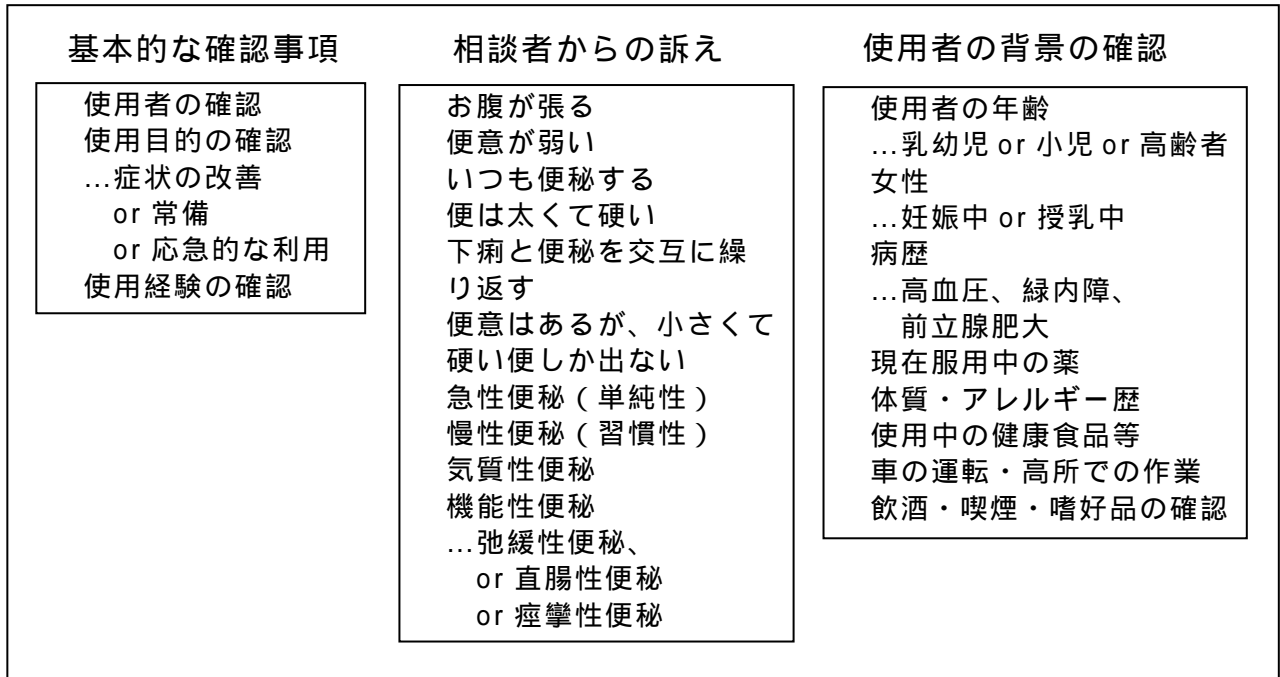 基本的な確認事項
使用者の確認
使用目的の確認
…症状の改善
or 常備
or 応急的な利用
使用経験の確認
相談者からの訴え
お腹が張る
便意が弱い
いつも便秘する
便は太くて硬い
下痢と便秘を交互に繰
り返す
便意はあるが、小さくて
硬い便しか出ない
急性便秘（単純性）
慢性便秘（習慣性）
気質性便秘
機能性便秘
…弛緩性便秘、
or 直腸性便秘
or 痙攣性便秘
使用者の背景の確認
使用者の年齢
…乳幼児 or 小児 or 高齢者
女性
…妊娠中 or 授乳中
病歴
…高血圧、緑内障、
前立腺肥大
現在服用中の薬
体質・アレルギー歴
使用中の健康食品等
車の運転・高所での作業
飲酒・喫煙・嗜好品の確認